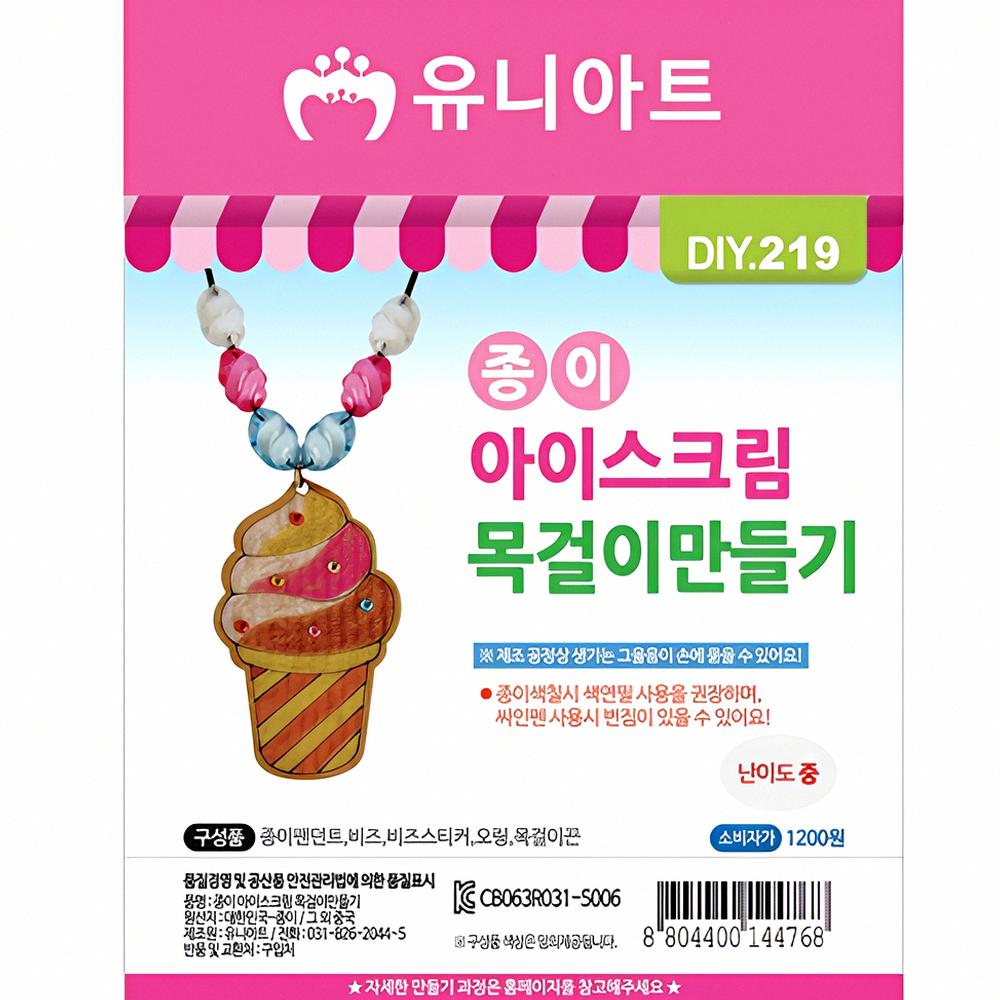 유니아트
DIY.219
종이
아이스크림
목걸이만들기
※ 제조 공정상 생기는 그을음이 손에 묻을 수 있어요!
● 종이색칠시 색연필 사용을 권장하며,
싸인펜 사용시 번짐이 있을 수 있어요!
난이도 중
구성품 종이팬던트,비즈,비즈스티커,오링,목걸이끈
소비자가 1200원
품질경영 및 공산품 안전관리법에 의한 품질표시
품명 : 종이 아이스크림 목걸이만들기
원산지 : 대한민국-종이 / 그 외 중국
제조원 : 유니아트 / 전화 : 031-826-2044~5
반품 및 교환처 : 구입처
CB063R031-5006
※ 구성품 색상은 임의제공됩니다.
8 804400 144768
★ 자세한 만들기 과정은 홈페이지를 참고해주세요 ★